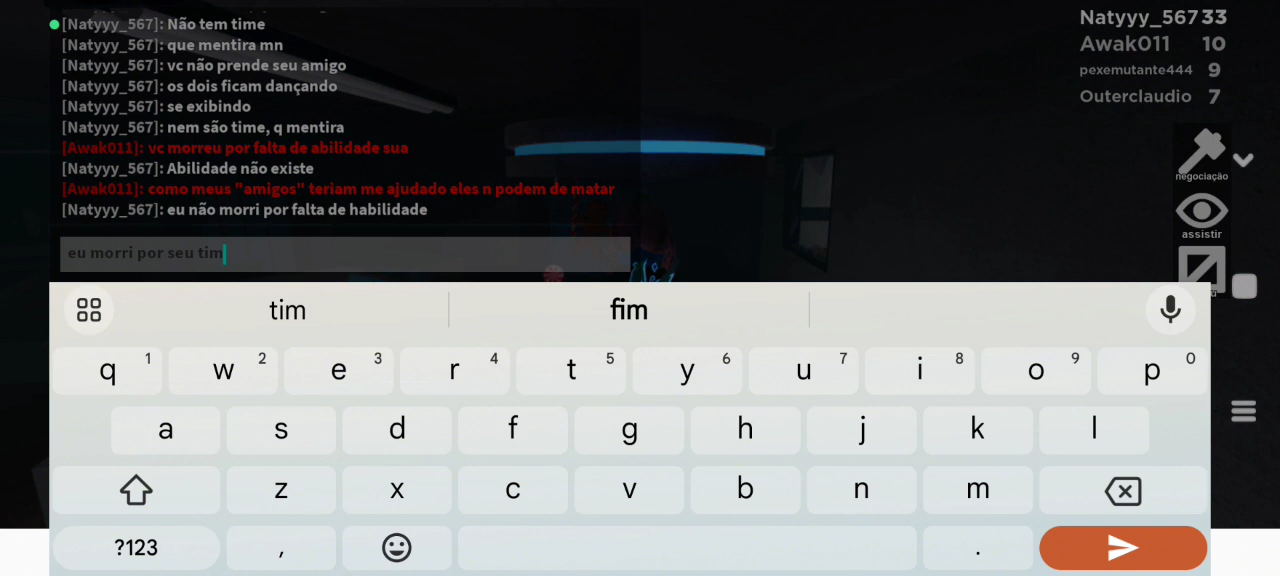 [Natyyy_567]: Não tem time
[Natyyy_567]: que mentira mn
[Natyyy_567]: vc não prende seu amigo
[Natyyy_567]: os dois ficam dançando
[Natyyy_567]: se exibindo
[Natyyy_567]: nem são time, q mentira
[Awak011]: vc morreu por falta de abilidade sua
[Natyyy_567]: Abilidade não existe
[Awak011]: como meus "amigos" teriam me ajudado eles n podem de matar
[Natyyy_567]: eu não morri por falta de habilidade
eu morri por seu tim
Natyyy_567 33
Awak011 10
pexemutante444 9
Outerclaudio 7
negociação
assistir
tim fim
q 1 w 2 e 3 r 4 t 5 y 6 u 7 i 8 o 9 p 0
a s d f g h j k l
z x c v b n m
?123 , .